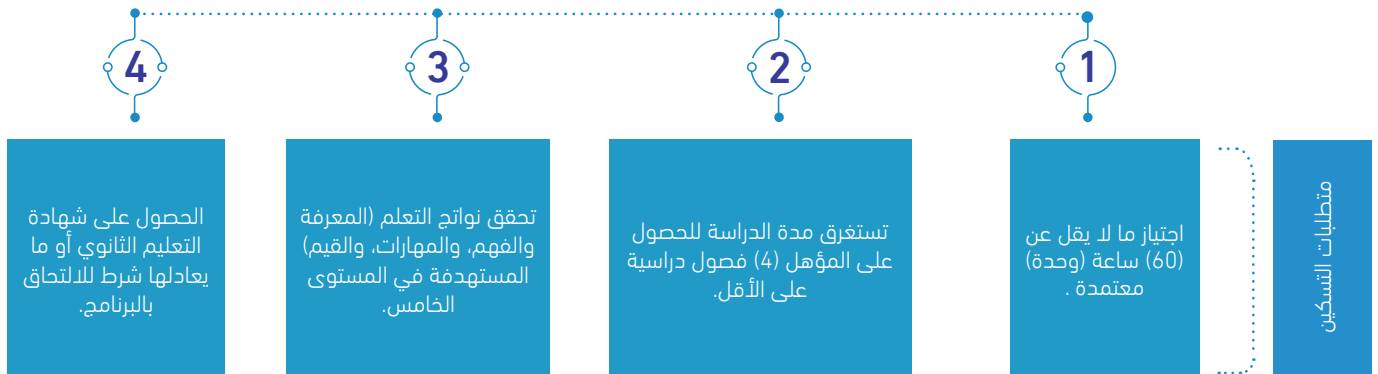 متطلبات التسكين
1
اجتياز ما لا يقل عن
(60) ساعة (وحدة)
معتمدة .
2
تستغرق مدة الدراسة للحصول
على المؤهل (4) فصول دراسية
على الأقل.
3
تحقق نواتج التعلم (المعرفة
والفهم، والمهارات، والقيم)
المستهدفة في المستوى
الخامس.
4
الحصول على شهادة
التعليم الثانوي أو ما
يعادلها شرط للالتحاق
بالبرنامج.